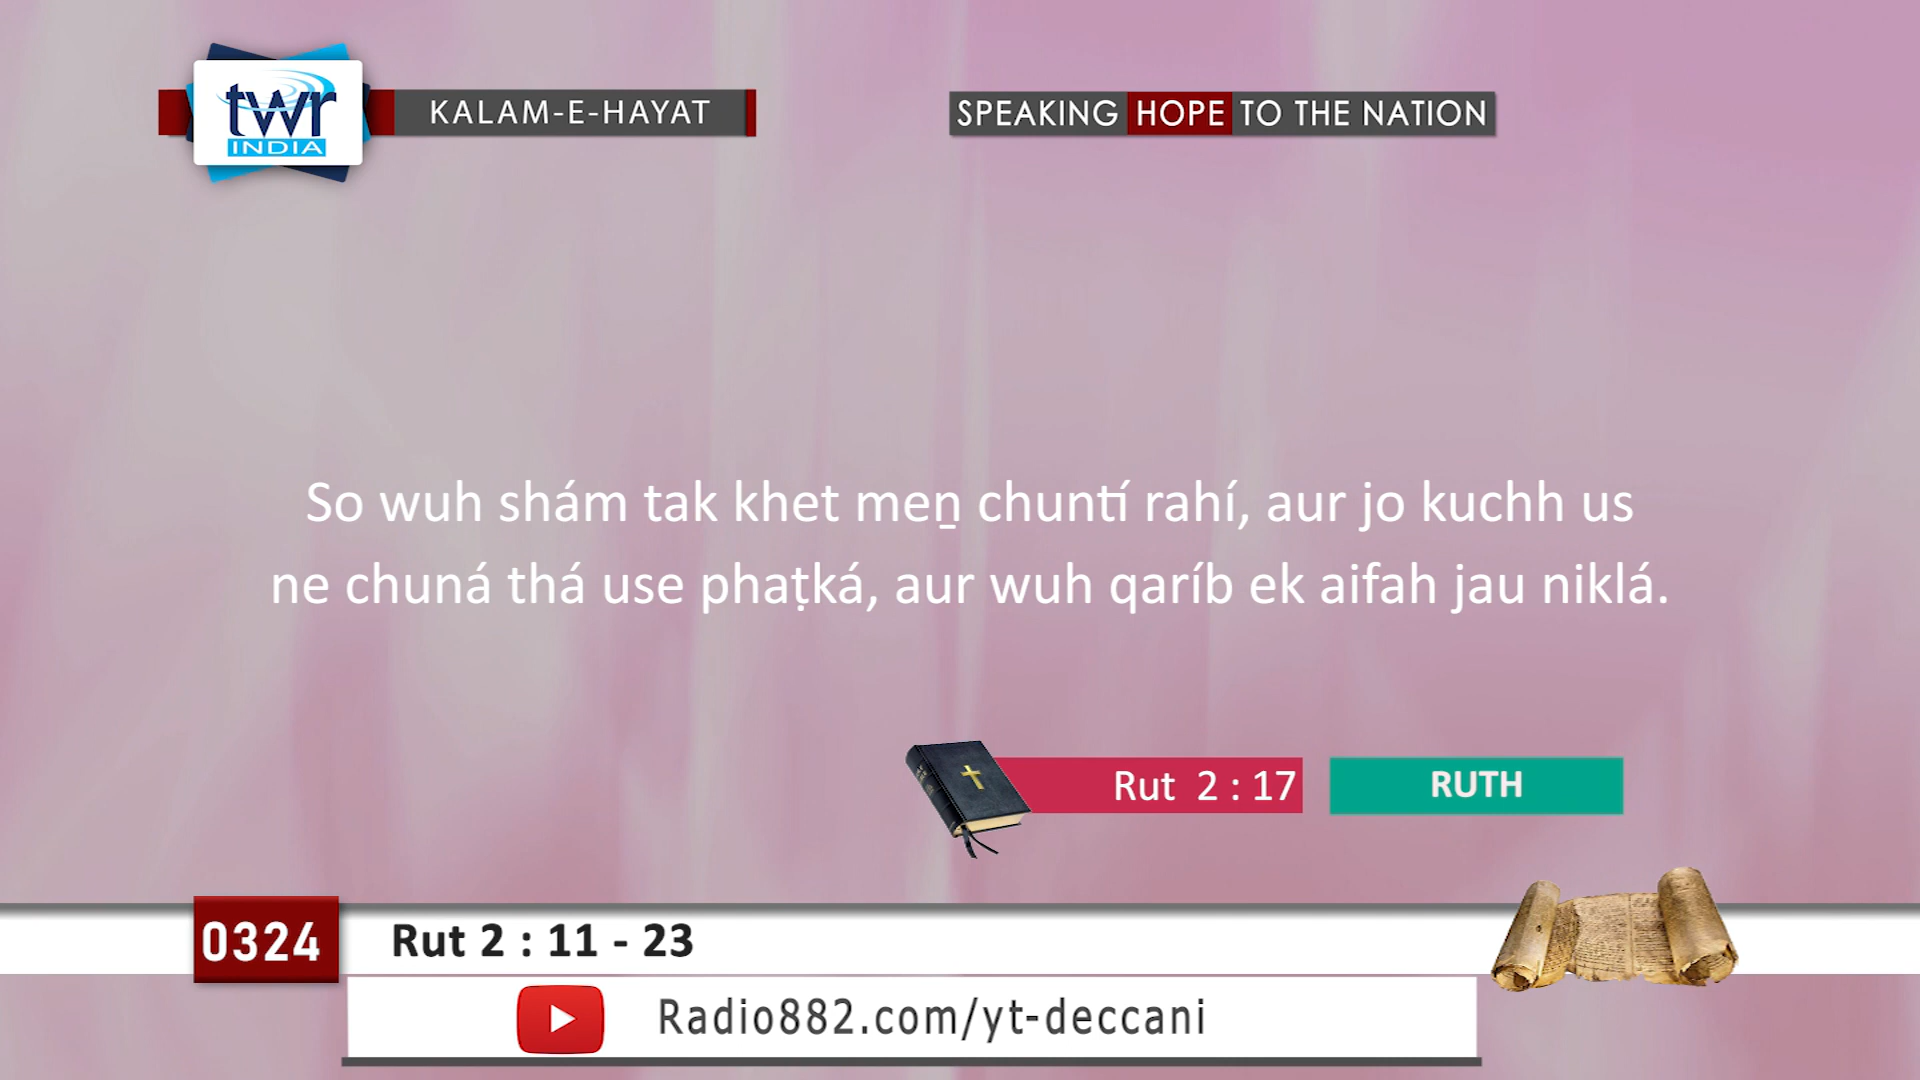 twr
INDIA
KALAM-E-HAYAT
SPEAKING HOPE TO THE NATION
So wuh shám tak khet meṉ chuntí rahí, aur jo kuchh us
ne chuná thá use phaṭká, aur wuh qaríb ek aifah jau niklá.
Rut 2 : 17
RUTH
0324
Rut 2 : 11 - 23
Radio882.com/yt-deccani